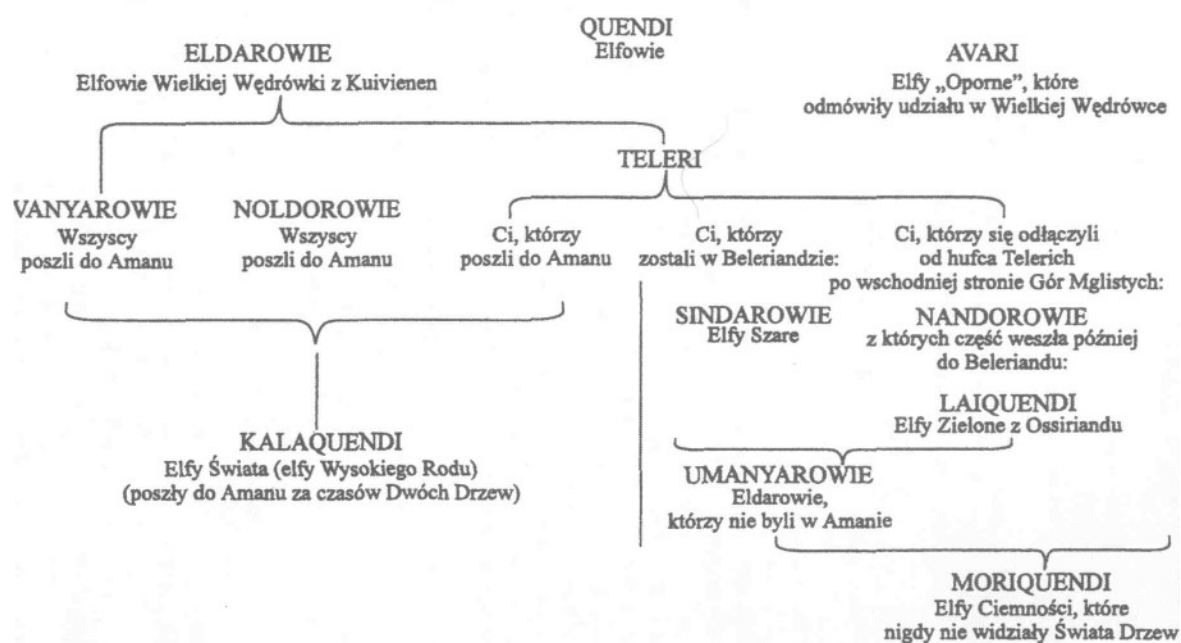 QUENDI
Elfowie
ELDAROWIE
Elfowie Wielkiej Wędrówki z Kuivienen
AVARI
Elfy „Oporne”, które
odmówiły udziału w Wielkiej Wędrówce
TELERI
VANYAROWIE
Wszyscy
poszli do Amanu
NOLDOROWIE
Wszyscy
poszli do Amanu
Ci, którzy
poszli do Amanu
Ci, którzy
zostali w Beleriandzie:
SINDAROWIE
Elfy Szare
Ci, którzy się odłączyli
od hufca Telerich
po wschodniej stronie Gór Mglistych:
NANDOROWIE
z których część weszła później
do Beleriandu:
LAIQUENDI
Elfy Zielone z Ossiriandu
KALAQUENDI
Elfy Świata (elfy Wysokiego Rodu)
(poszły do Amanu za czasów Dwóch Drzew)
UMANYAROWIE
Eldarowie,
którzy nie byli w Amanie
MORIQUENDI
Elfy Ciemności, które
nigdy nie widziały Świata Drzew